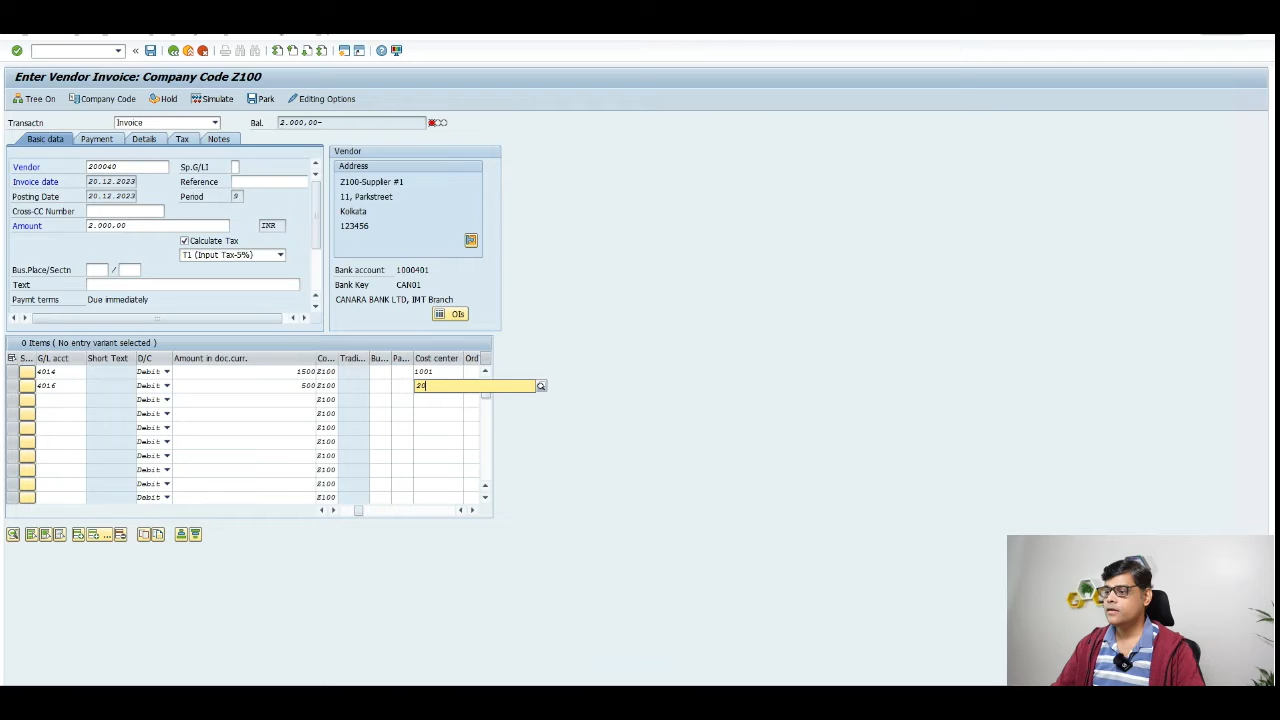 Enter Vendor Invoice: Company Code Z100
Tree On Company Code Hold Simulate Park Editing Options
Transactn Invoice Bal. 2.000,00-
Basic data Payment Details Tax Notes
Vendor 200040 Sp.G/LI
Invoice date 20.12.2023 Reference
Posting Date 20.12.2023 Period 9
Cross-CC Number
Amount 2.000,00 INR
Calculate Tax
T1 (Input Tax-5%)
Bus.Place/Sectn /
Text
Paymt terms Due immediately
Vendor
Address
Z100-Supplier #1
11, Parkstreet
Kolkata
123456
Bank account 1000401
Bank Key CAN01
CANARA BANK LTD, IMT Branch
OIs
0 Items ( No entry variant selected )
S... G/L acct Short Text D/C Amount in doc.curr. Co... Tradi... Bu... Pa... Cost center Ord
4014 Debit 1500 Z100 1001
4016 Debit 500 Z100 20
Debit Z100
Debit Z100
Debit Z100
Debit Z100
Debit Z100
Debit Z100
Debit Z100
Debit Z100